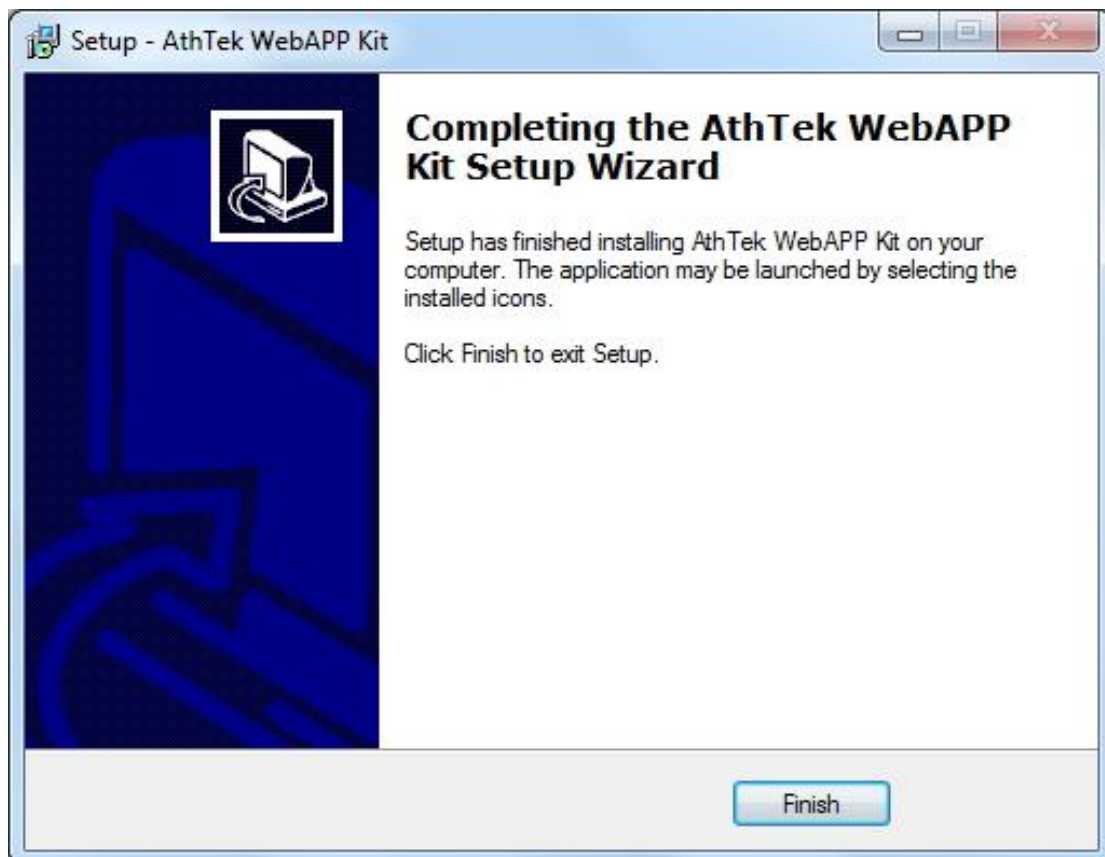 Setup - AthTek WebAPP Kit
Completing the AthTek WebAPP
Kit Setup Wizard
Setup has finished installing AthTek WebAPP Kit on your
computer. The application may be launched by selecting the
installed icons.
Click Finish to exit Setup.
Finish